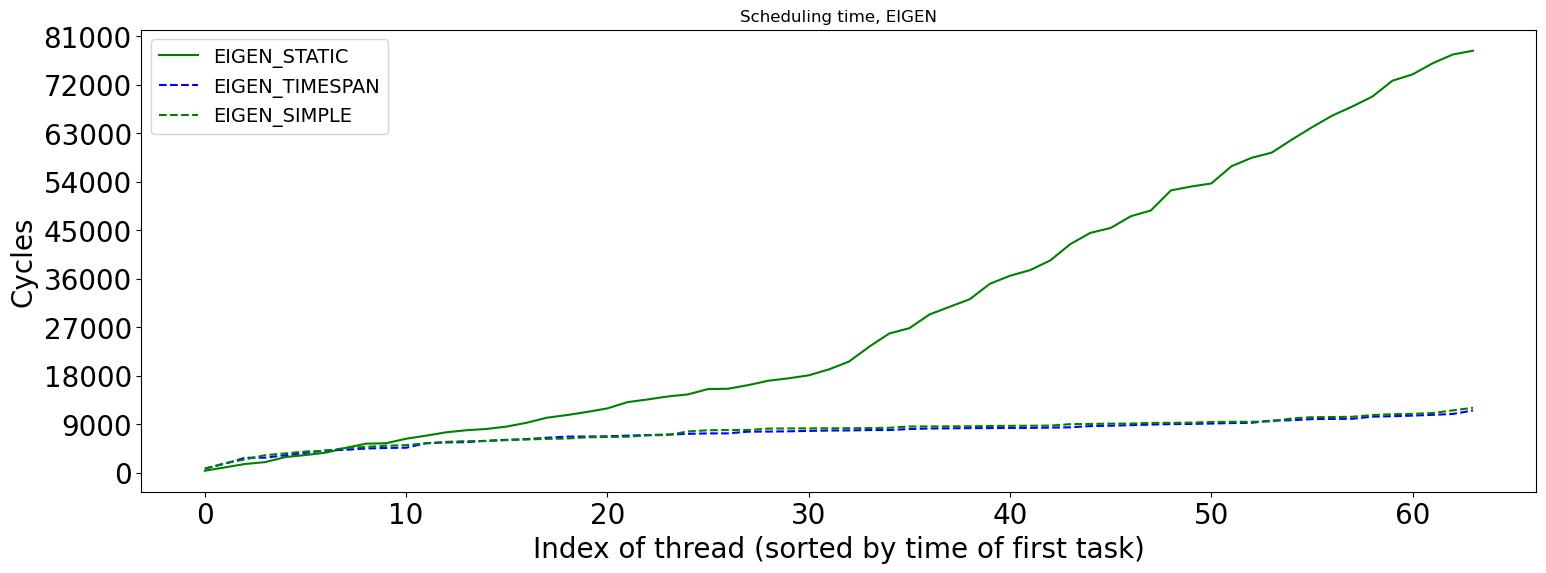 Scheduling time, EIGEN
EIGEN_STATIC
EIGEN_TIMESPAN
EIGEN_SIMPLE
Cycles
81000
72000
63000
54000
45000
36000
27000
18000
9000
0
0 10 20 30 40 50 60
Index of thread (sorted by time of first task)